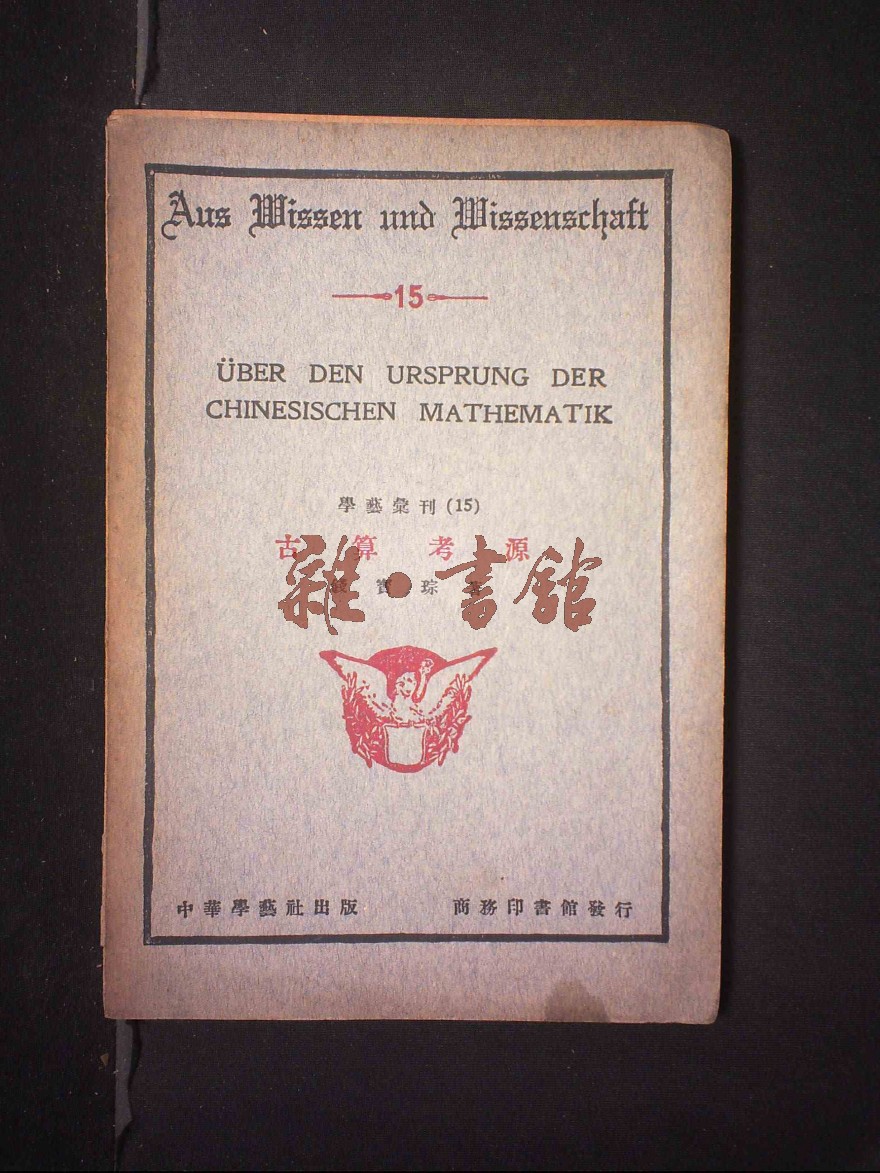 Aus Wissen und Wissenschaft
15
ÜBER DEN URSPRUNG DER
CHINESISCHEN MATHEMATIK
學藝彙刊(15)
古算考源
錢寶琮著
雜·書館
中華學藝社出版 商務印書館發行